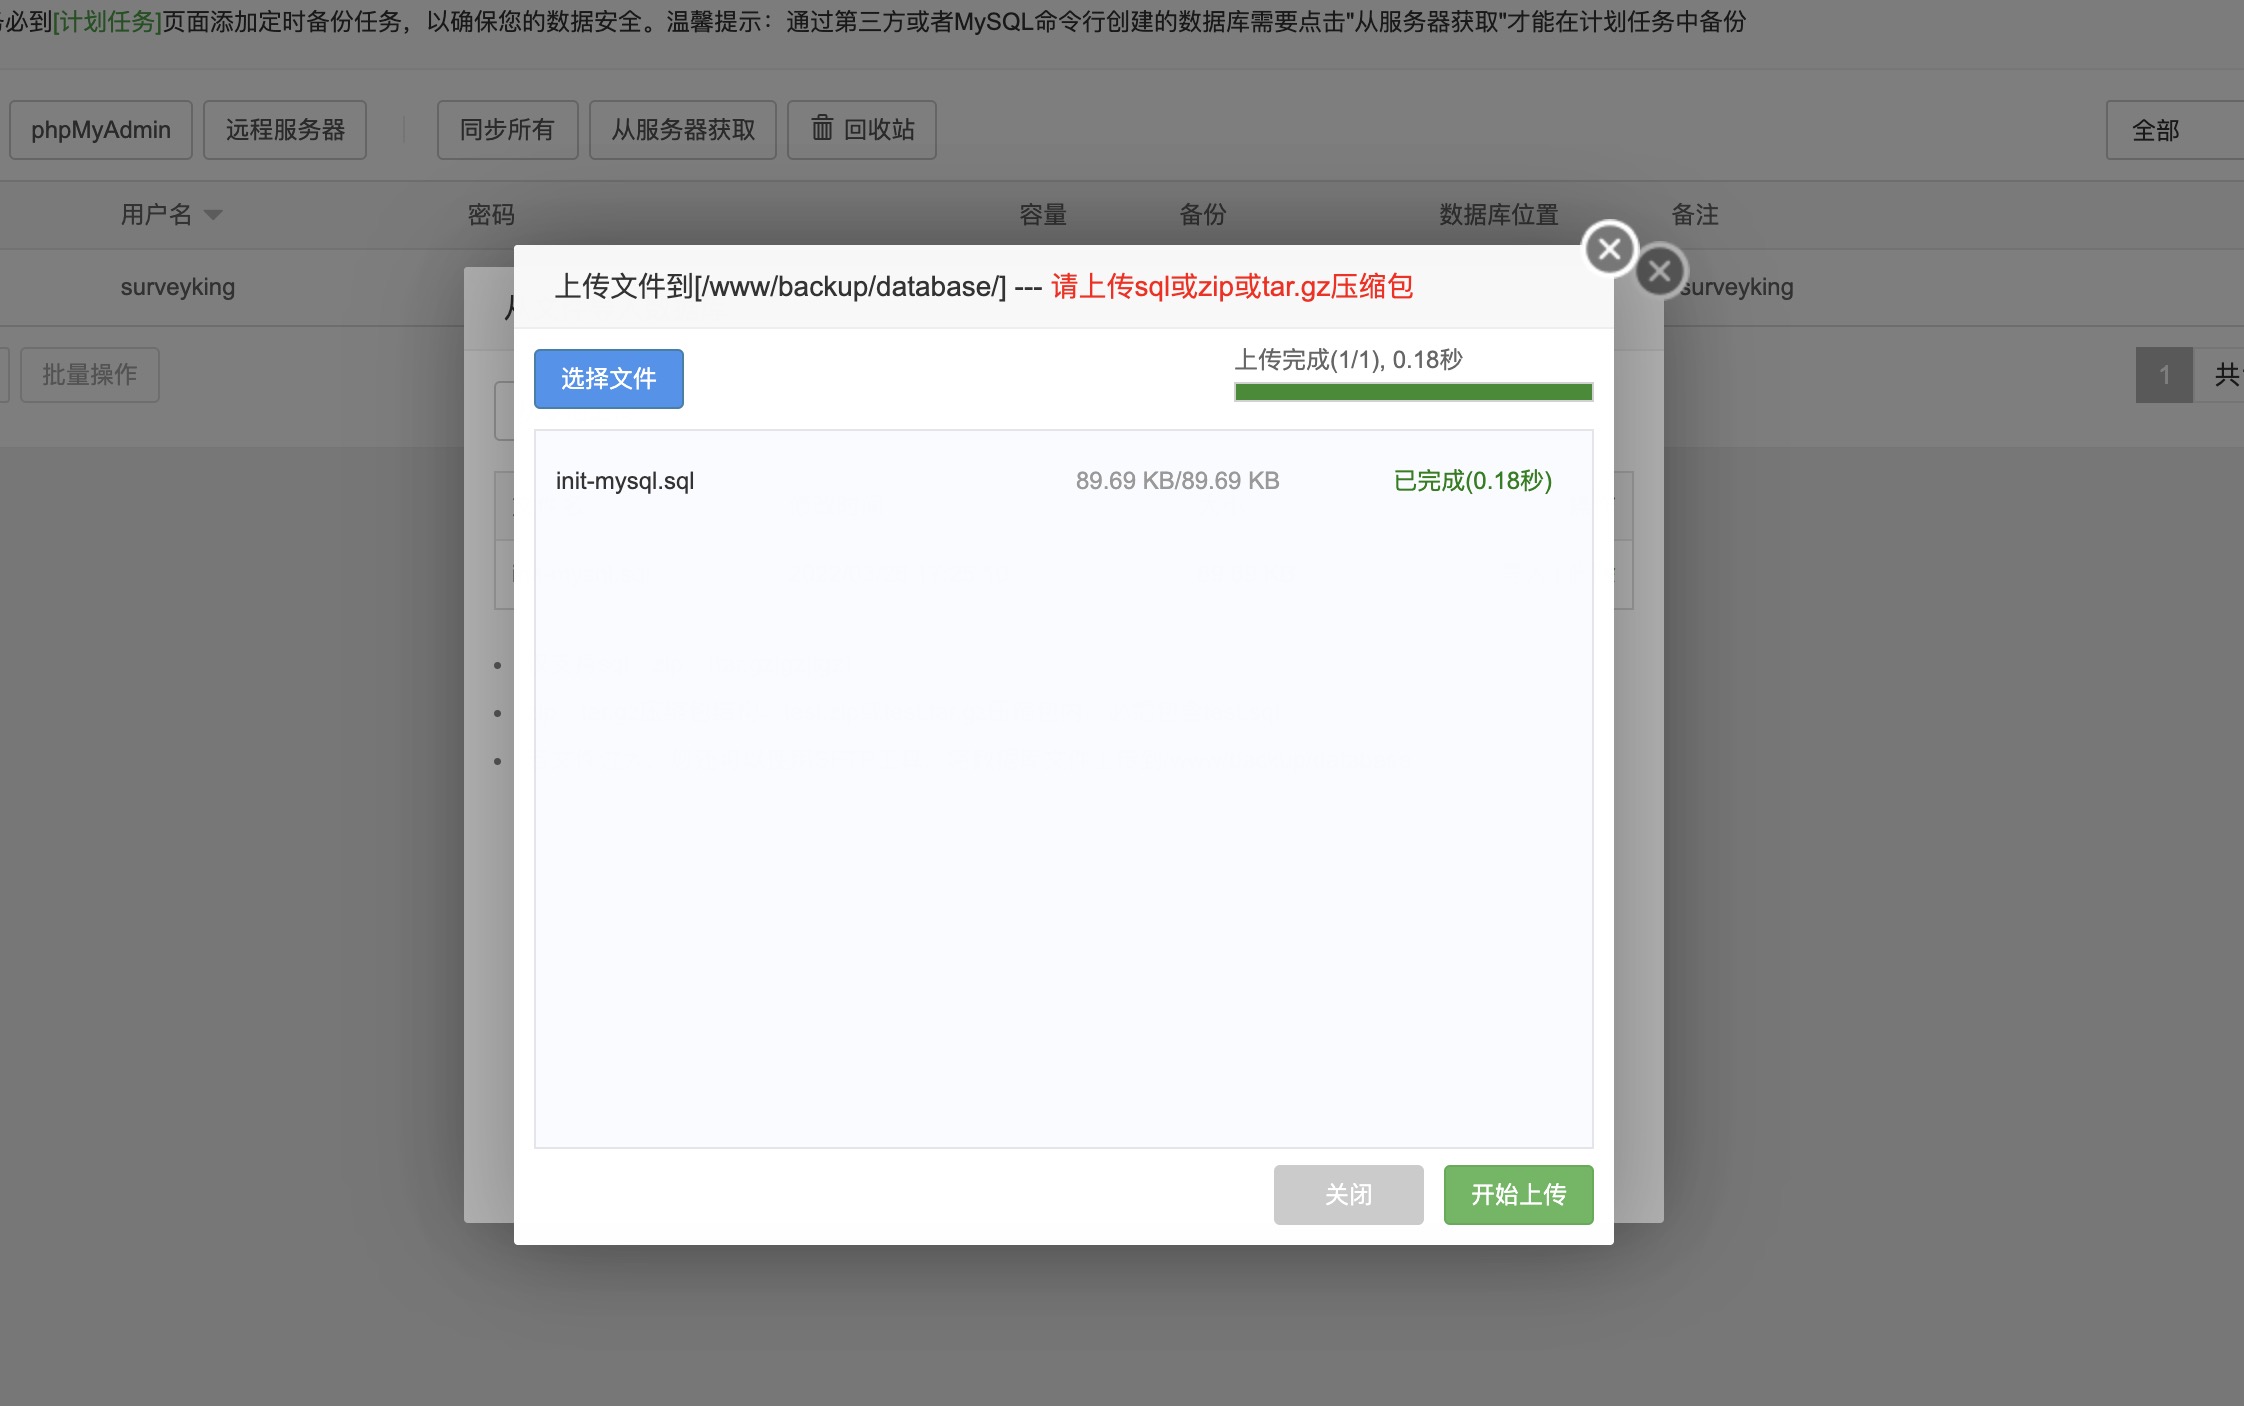 必到[计划任务]页面添加定时备份任务，以确保您的数据安全。温馨提示：通过第三方或者MySQL命令行创建的数据库需要点击"从服务器获取"才能在计划任务中备份
phpMyAdmin 远程服务器 同步所有 从服务器获取 回收站 全部
用户名 密码 容量 备份 数据库位置 备注
surveyking surveyking
上传文件到[/www/backup/database/] --- 请上传sql或zip或tar.gz压缩包
批量操作 选择文件 上传完成(1/1), 0.18秒 1 共
init-mysql.sql 89.69 KB/89.69 KB 已完成(0.18秒)
关闭 开始上传